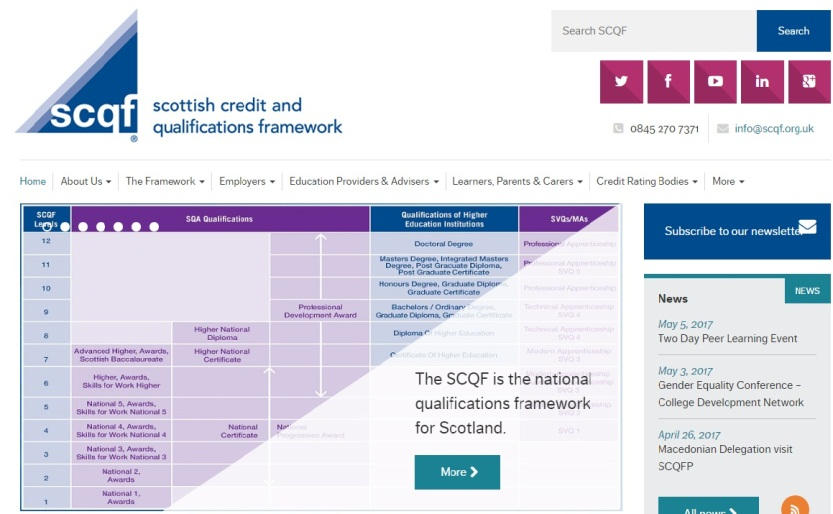 Search SCQF
Search
scqf
scottish credit and
qualifications framework
0845 270 7371
info@scqf.org.uk
Home
About Us
The Framework
Employers
Education Providers & Advisers
Learners, Parents & Carers
Credit Rating Bodies
More
SCQF
Levels
SQA Qualifications
Qualifications of Higher
Education Institutions
SVQs/MAs
12
Doctoral Degree
Professional Apprenticeship
11
Masters Degree, Integrated Masters
Degree, Post Graduate Diploma,
Post Graduate Certificate
Professional Apprenticeship
SVQ 5
10
Honours Degree, Graduate Diploma,
Graduate Certificate
Professional Apprenticeship
9
Professional
Development Award
Bachelors / Ordinary Degree,
Graduate Diploma, Graduate Certificate
Technical Apprenticeship
SVQ 4
8
Higher National
Diploma
Diploma Of Higher Education
Technical Apprenticeship
SVQ 4
7
Advanced Higher, Awards,
Scottish Baccalaureate
Higher National
Certificate
Certificate Of Higher Education
Modern Apprenticeship
SVQ 3
6
Higher, Awards,
Skills for Work Higher
5
National 5, Awards,
Skills for Work National 5
4
National 4, Awards,
Skills for Work National 4
National
Certificate
National
Progression Award
SVQ 1
3
National 3, Awards,
Skills for Work National 3
2
National 2,
Awards
1
National 1,
Awards
The SCQF is the national
qualifications framework
for Scotland.
More
Subscribe to our newsletter
NEWS
News
May 5, 2017
Two Day Peer Learning Event
May 3, 2017
Gender Equality Conference –
College Development Network
April 26, 2017
Macedonian Delegation visit
SCQFP
All news